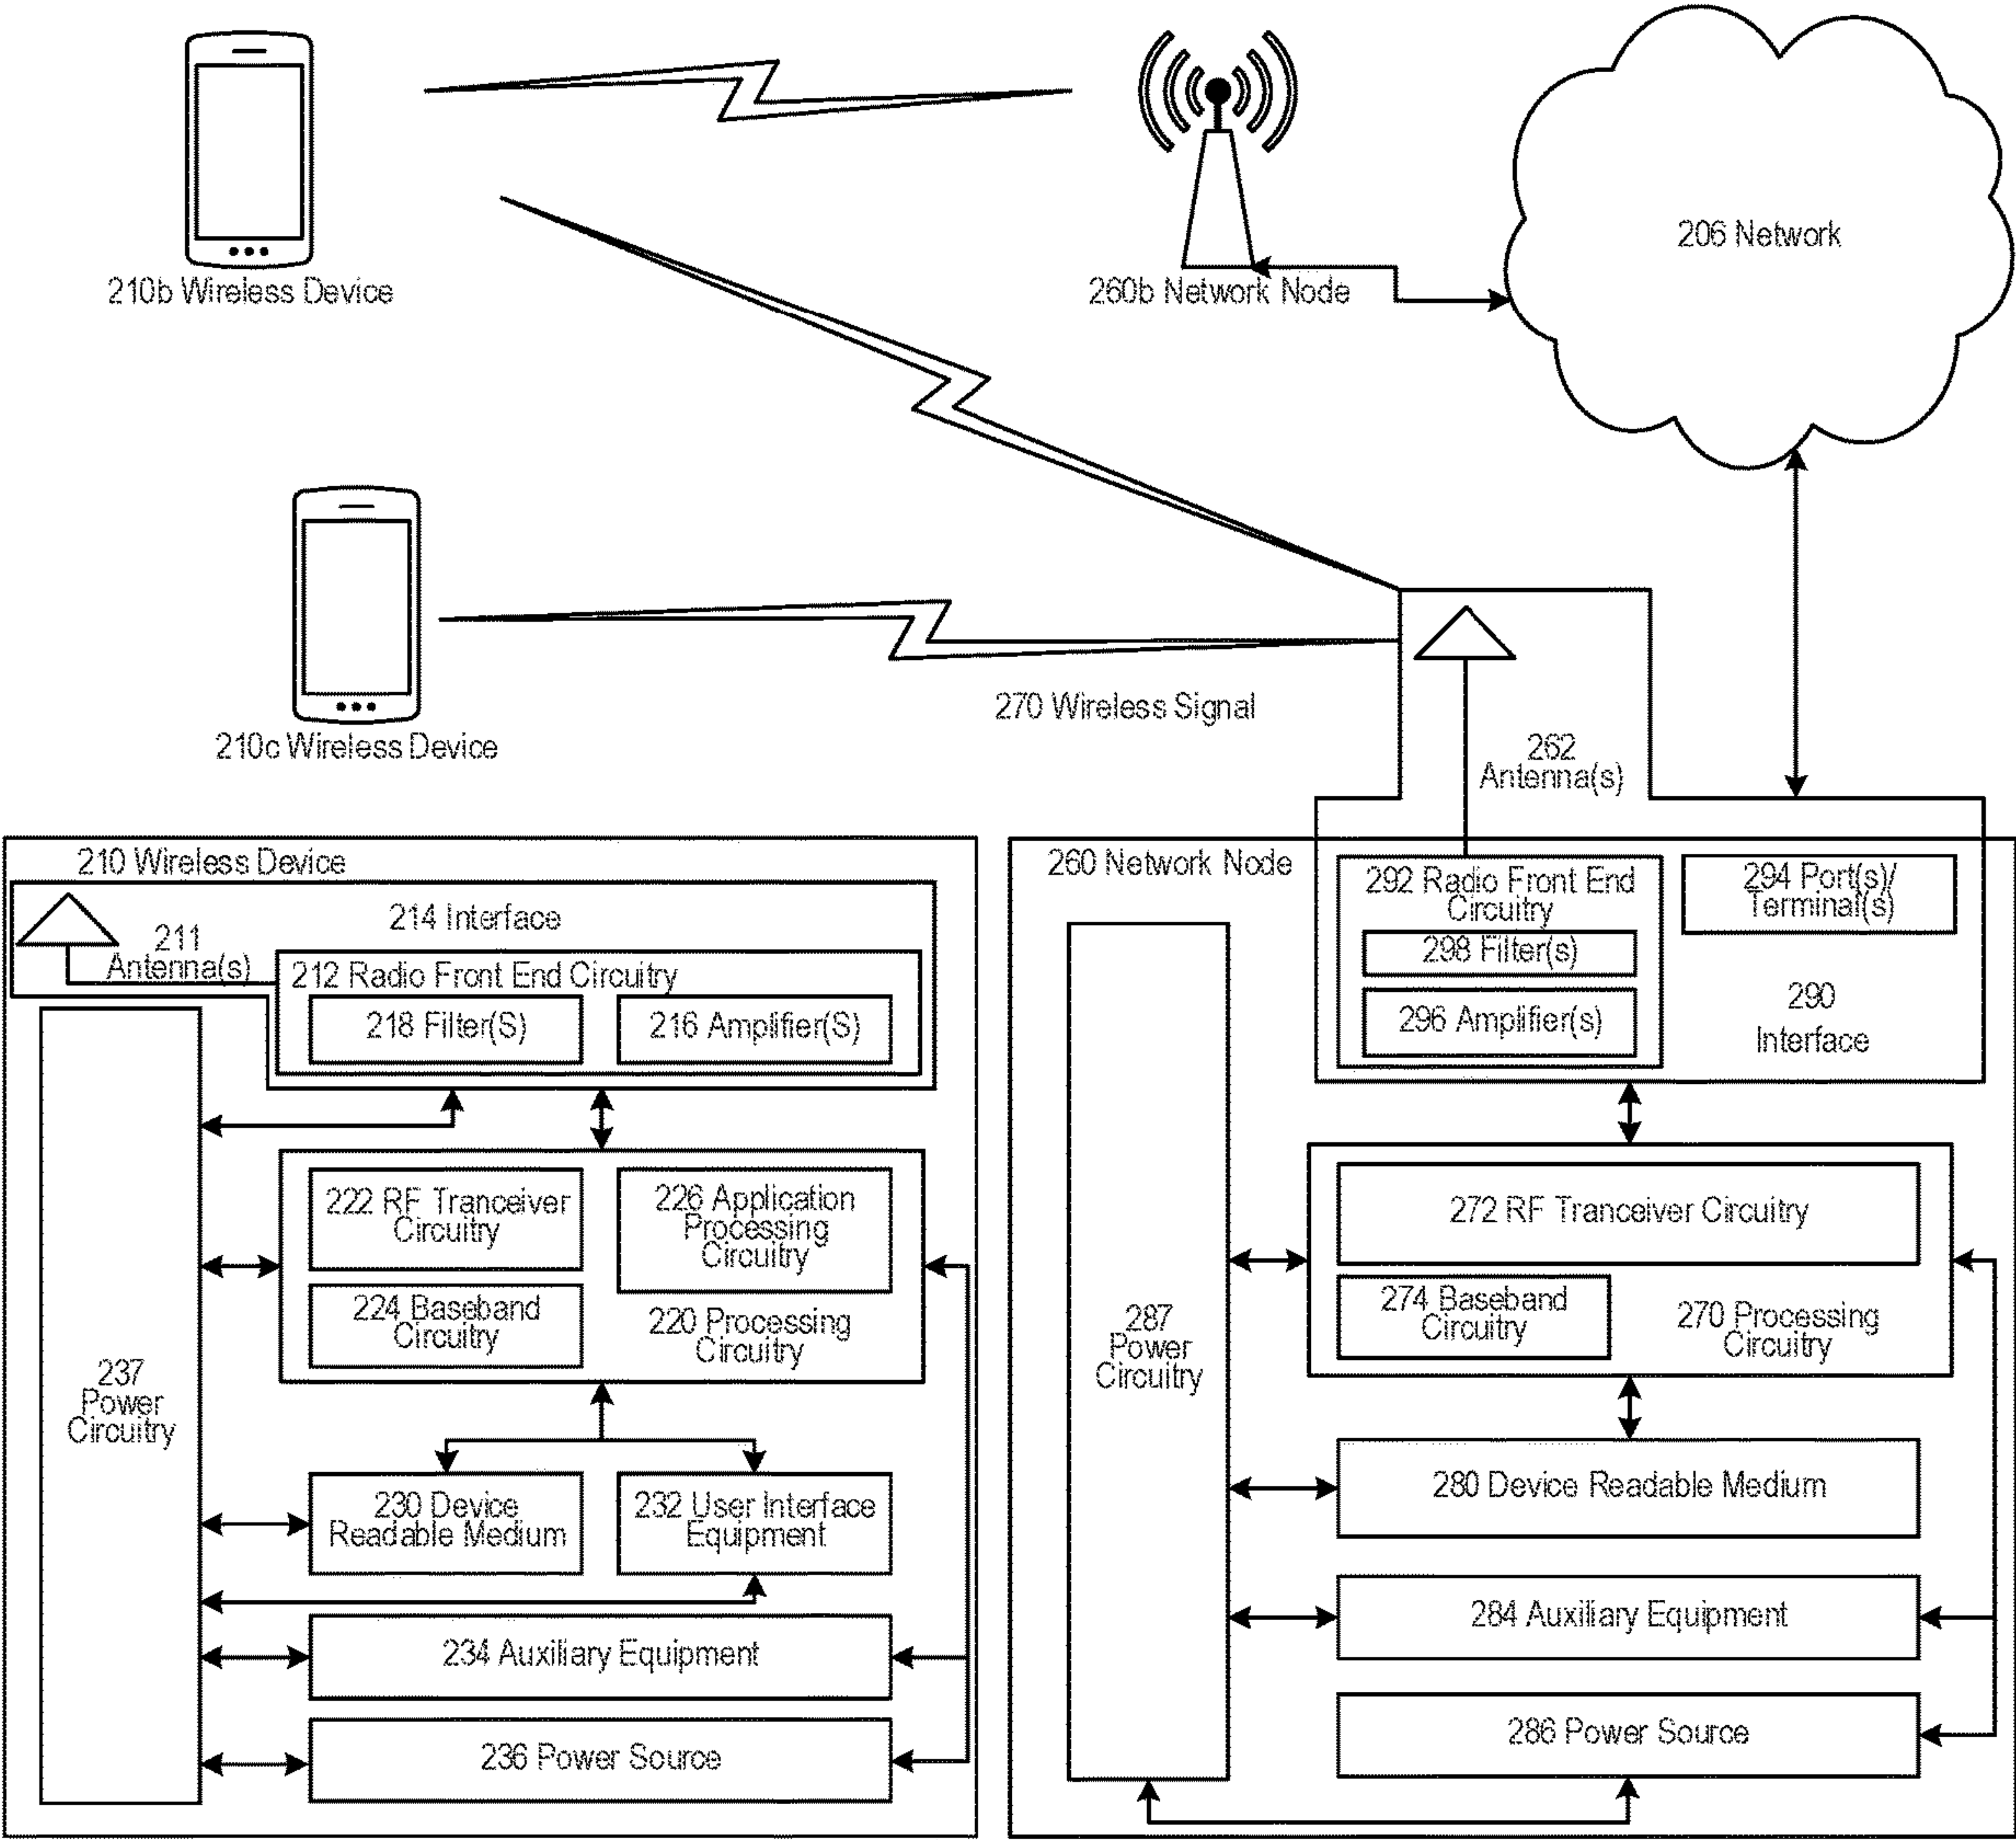 206 Network
210b Wireless Device
260b Network Node
270 Wireless Signal
210c Wireless Device
262
Antenna(s)
210 Wireless Device
214 Interface
211
Antenna(s)
212 Radio Front End Circuitry
218 Filter(S)
216 Amplifier(S)
237
Power
Circuitry
222 RF Tranceiver
Circuitry
226 Application
Processing
Circuitry
224 Baseband
Circuitry
220 Processing
Circuitry
230 Device
Readable Medium
232 User Interface
Equipment
234 Auxiliary Equipment
236 Power Source
260 Network Node
292 Radio Front End
Circuitry
298 Filter(s)
296 Amplifier(s)
294 Port(s)/
Terminal(s)
290
Interface
287
Power
Circuitry
272 RF Tranceiver Circuitry
274 Baseband
Circuitry
270 Processing
Circuitry
280 Device Readable Medium
284 Auxiliary Equipment
286 Power Source